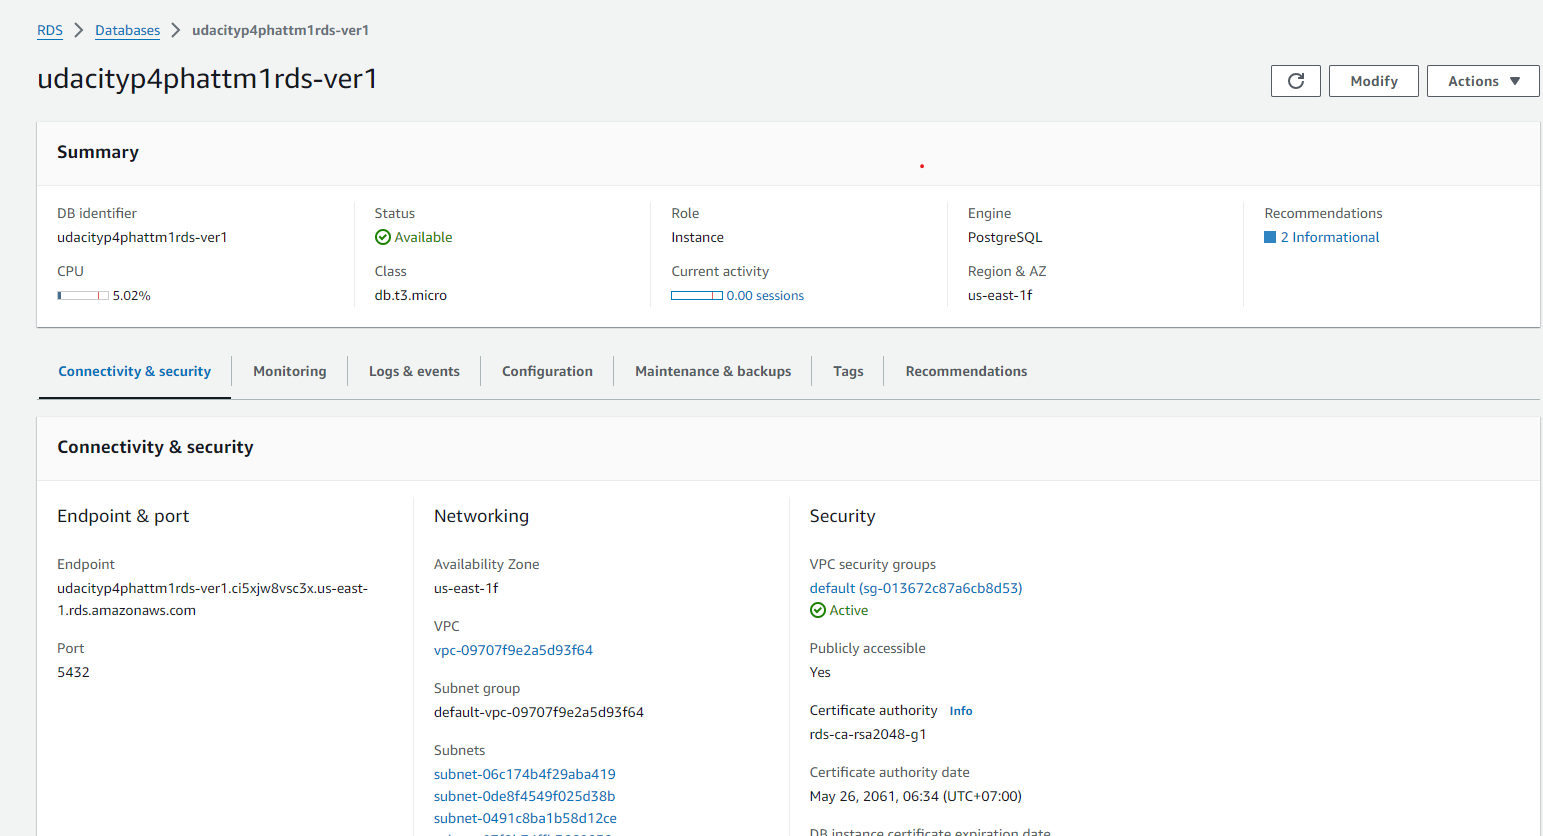 RDS > Databases > udacityp4phattm1rds-ver1
udacityp4phattm1rds-ver1
Modify
Actions
Summary
DB identifier
udacityp4phattm1rds-ver1
Status
Available
Role
Instance
Engine
PostgreSQL
Recommendations
2 Informational
CPU
5.02%
Class
db.t3.micro
Current activity
0.00 sessions
Region & AZ
us-east-1f
Connectivity & security
Monitoring
Logs & events
Configuration
Maintenance & backups
Tags
Recommendations
Connectivity & security
Endpoint & port
Endpoint
udacityp4phattm1rds-ver1.ci5xjw8vsc3x.us-east-
1.rds.amazonaws.com
Port
5432
Networking
Availability Zone
us-east-1f
VPC
vpc-09707f9e2a5d93f64
Subnet group
default-vpc-09707f9e2a5d93f64
Subnets
subnet-06c174b4f29aba419
subnet-0de8f4549f025d38b
subnet-0491c8ba1b58d12ce
Security
VPC security groups
default (sg-013672c87a6cb8d53)
Active
Publicly accessible
Yes
Certificate authority Info
rds-ca-rsa2048-g1
Certificate authority date
May 26, 2061, 06:34 (UTC+07:00)
DB instance certificate expiration date